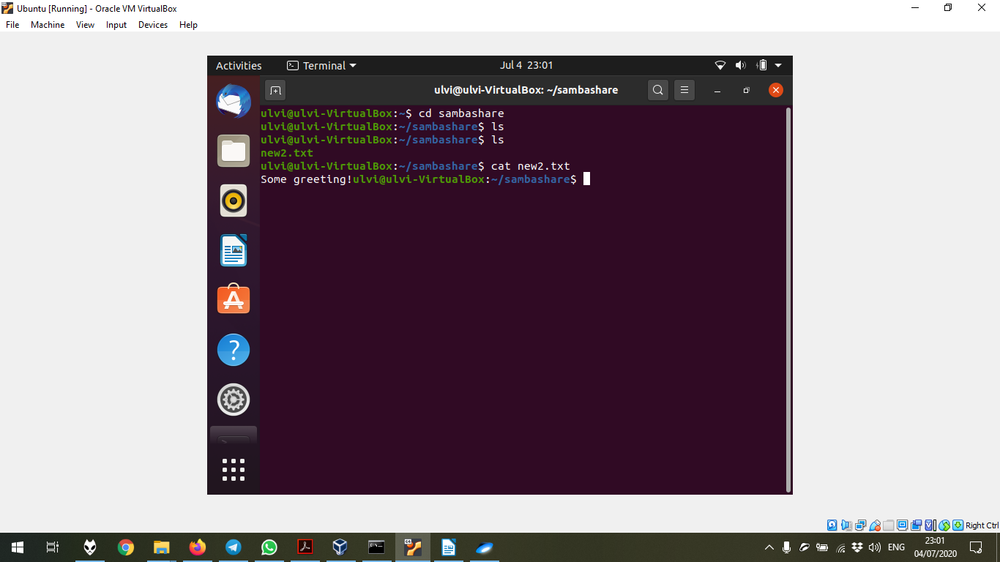 Ubuntu [Running] - Oracle VM VirtualBox
File Machine View Input Devices Help
Activities Terminal Jul 4 23:01
ulvi@ulvi-VirtualBox: ~/sambashare
ulvi@ulvi-VirtualBox:~$ cd sambashare
ulvi@ulvi-VirtualBox:~/sambashare$ ls
ulvi@ulvi-VirtualBox:~/sambashare$ ls
new2.txt
ulvi@ulvi-VirtualBox:~/sambashare$ cat new2.txt
Some greeting!ulvi@ulvi-VirtualBox:~/sambashare$
Right Ctrl
ENG
23:01
04/07/2020